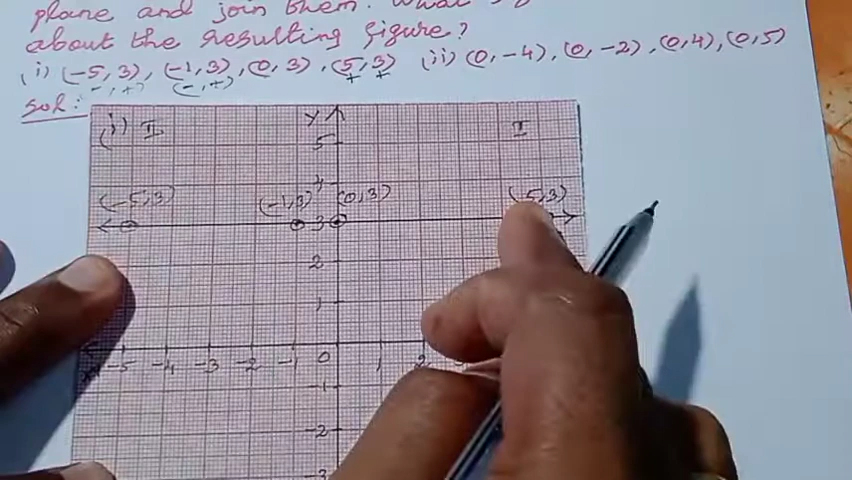 plane and join them. What
about the resulting figure?
(i) (-5, 3), (-1, 3), (0, 3), (5, 3) (ii) (0, -4), (0, -2), (0, 4), (0, 5)
-, + (-, +) + +
Sol:
(i) II Y I
5
4
(-5, 3) (-1, 3) (0, 3) (5, 3)
3
2
1
-5 -4 -3 -2 -1 0 1 2
-1
-2
-3